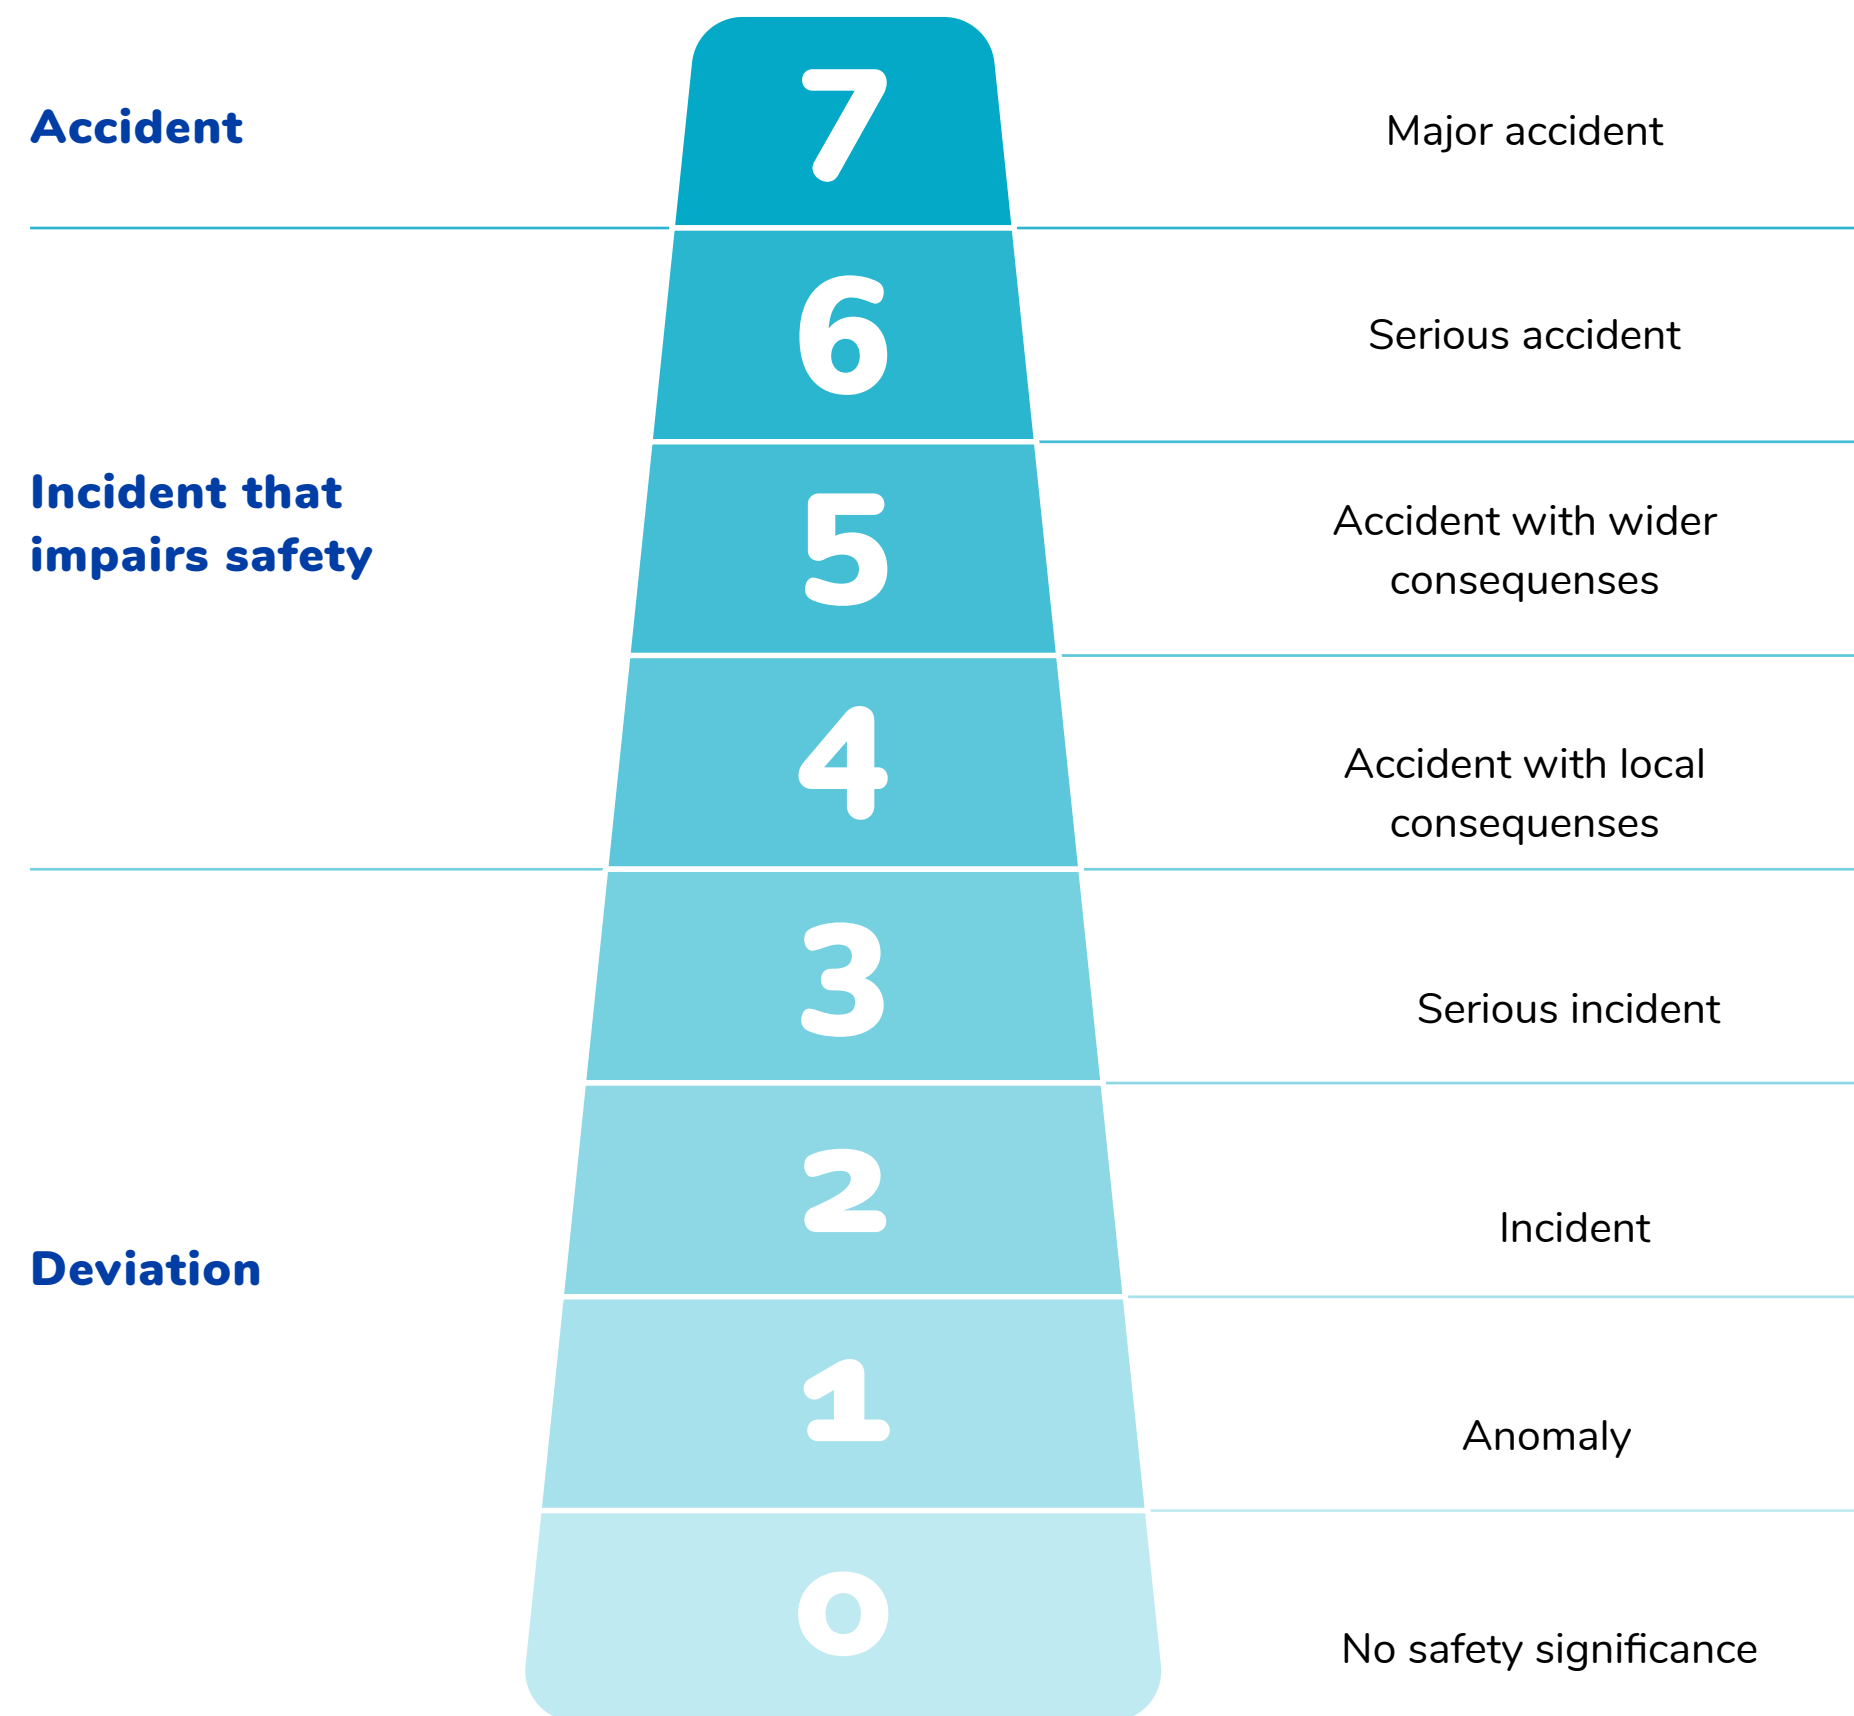 Accident
7
Major accident
6
Serious accident
Incident that
impairs safety
5
Accident with wider
consequenses
4
Accident with local
consequenses
3
Serious incident
Deviation
2
Incident
1
Anomaly
0
No safety significance